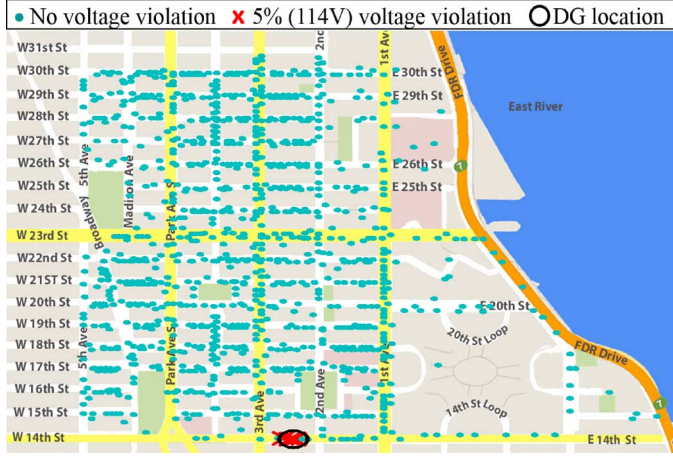 No voltage violation 5% (114V) voltage violation DG location
W31st St
W30th St
W29th St
W28th St
W27th St
W26th St
W25th St
W24th St
W 23rd St
W22nd St
W 21ST St
W 20th St
W 19th St
W 18th St
W 17th St
W 16th St
W 15th St
W 14th St
Broadway
5th Ave
Madison Ave
Park Ave S
2nd
1st Ave
5th Ave
Park Ave S
3rd Ave
2nd Ave
1st Ave
E 30th St
E 29th St
E 26th St
E 25th St
E 20th St
20th St Loop
14th St Loop
E 14th St
FDR Drive
East River
7
FDR Drive
7